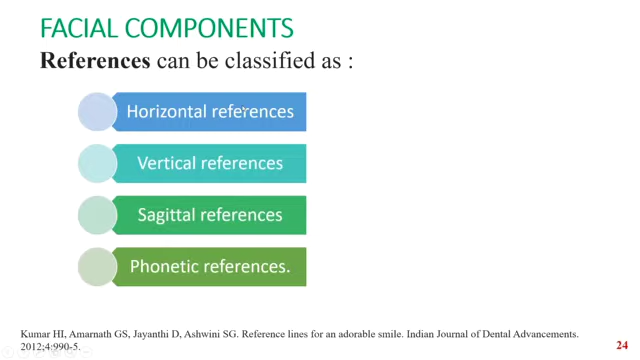 FACIAL COMPONENTS
References can be classified as :
Horizontal references
Vertical references
Sagittal references
Phonetic references.
Kumar HI, Amarnath GS, Jayanthi D, Ashwini SG. Reference lines for an adorable smile. Indian Journal of Dental Advancements.
2012;4:990-5.
24